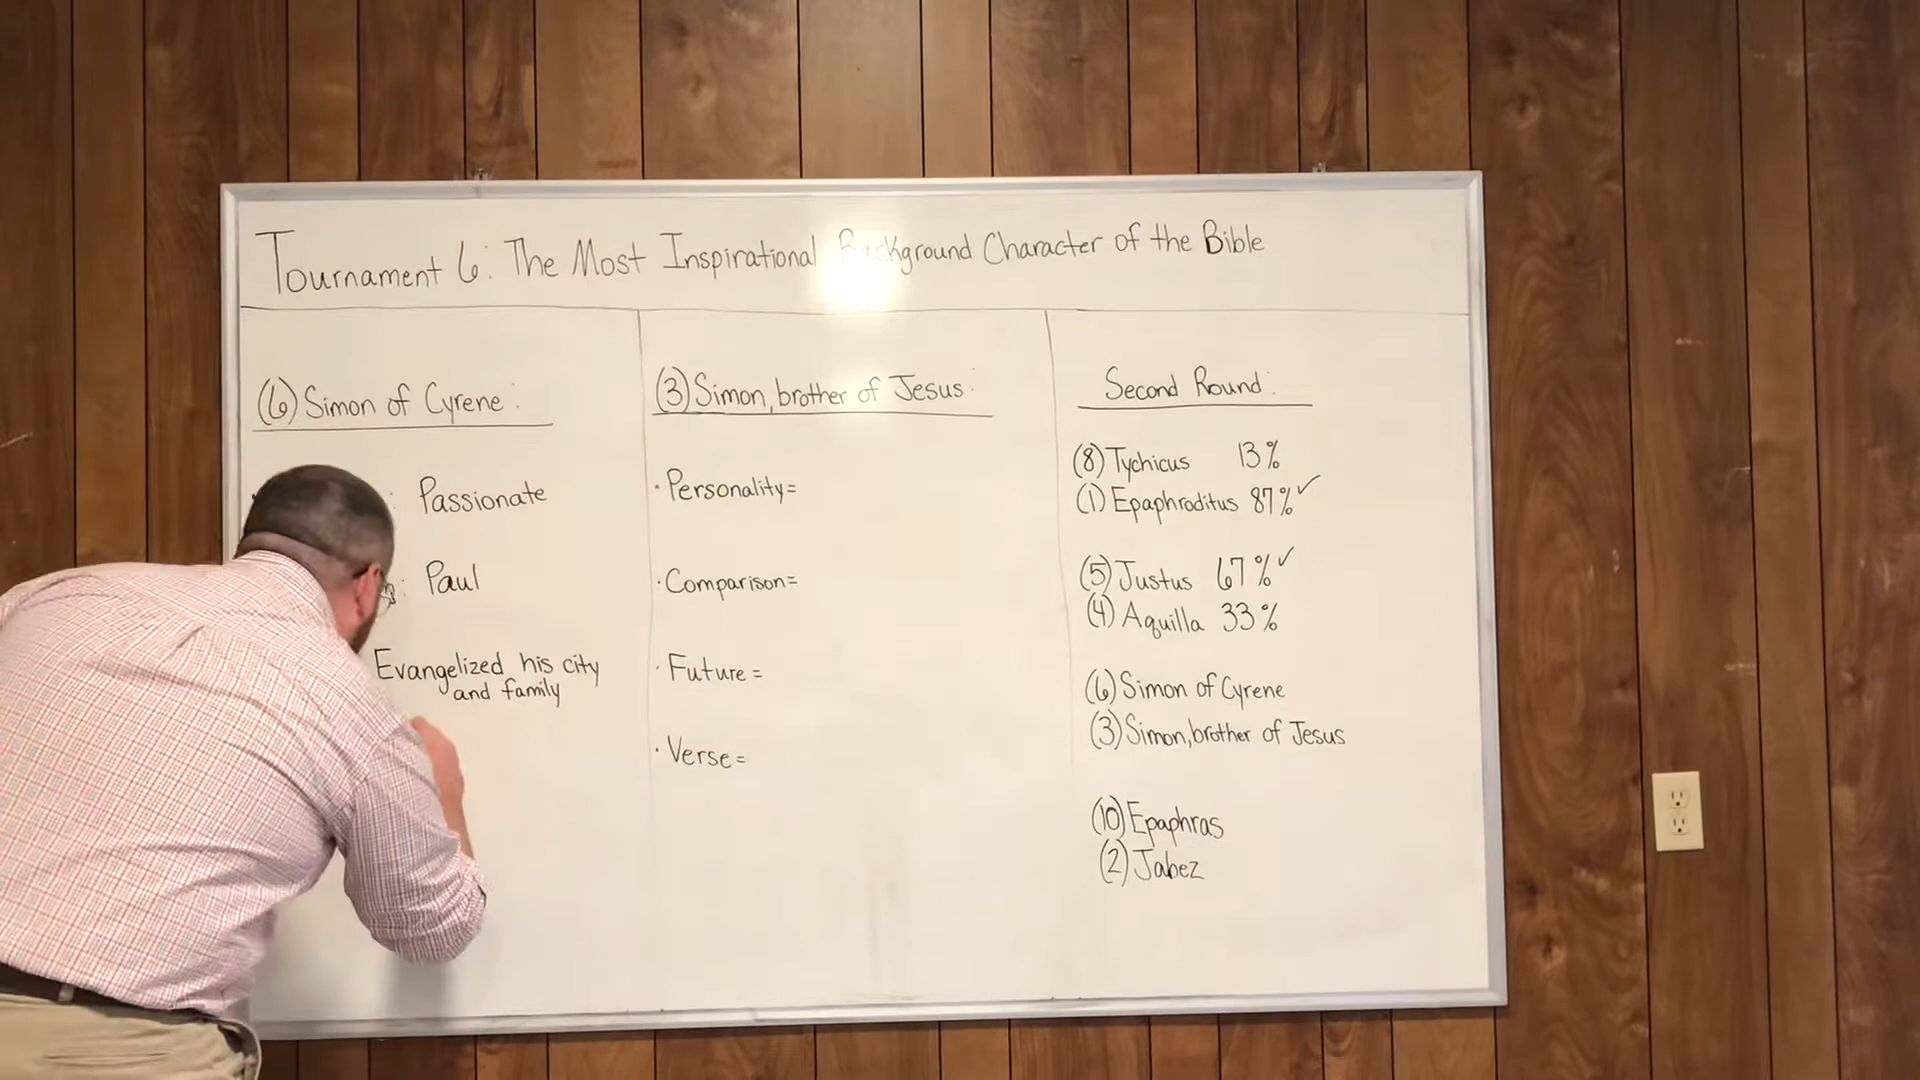 Tournament 6: The Most Inspirational Background Character of the Bible
(6) Simon of Cyrene:
: Passionate
: Paul
Evangelized his city
and family
(3) Simon, brother of Jesus:
· Personality=
· Comparison=
· Future=
· Verse=
Second Round:
(8) Tychicus 13%
(1) Epaphroditus 87% ✓
(5) Justus 67% ✓
(4) Aquilla 33%
(6) Simon of Cyrene
(3) Simon, brother of Jesus
(10) Epaphras
(2) Jabez